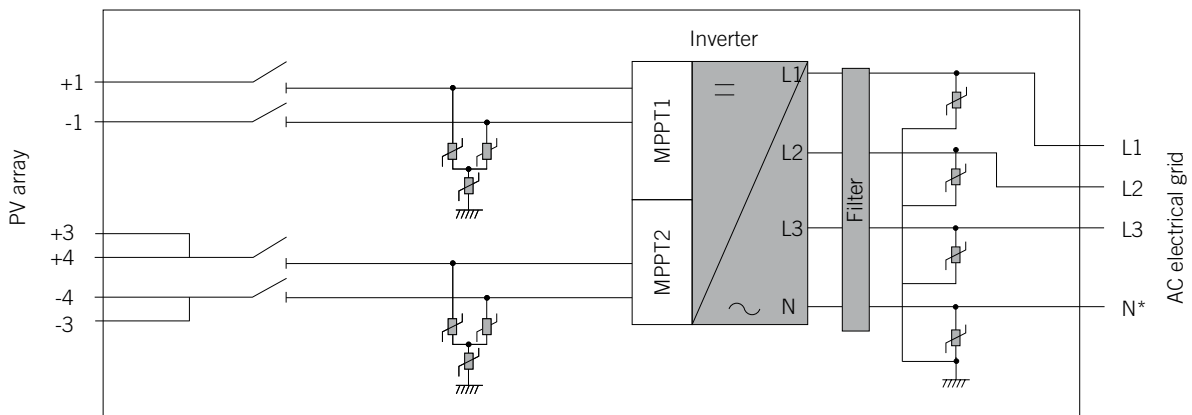 Inverter
PV array
+1
-1
+3
+4
-4
-3
MPPT1
MPPT2
L1
L2
L3
N
Filter
L1
L2
L3
N*
AC electrical grid